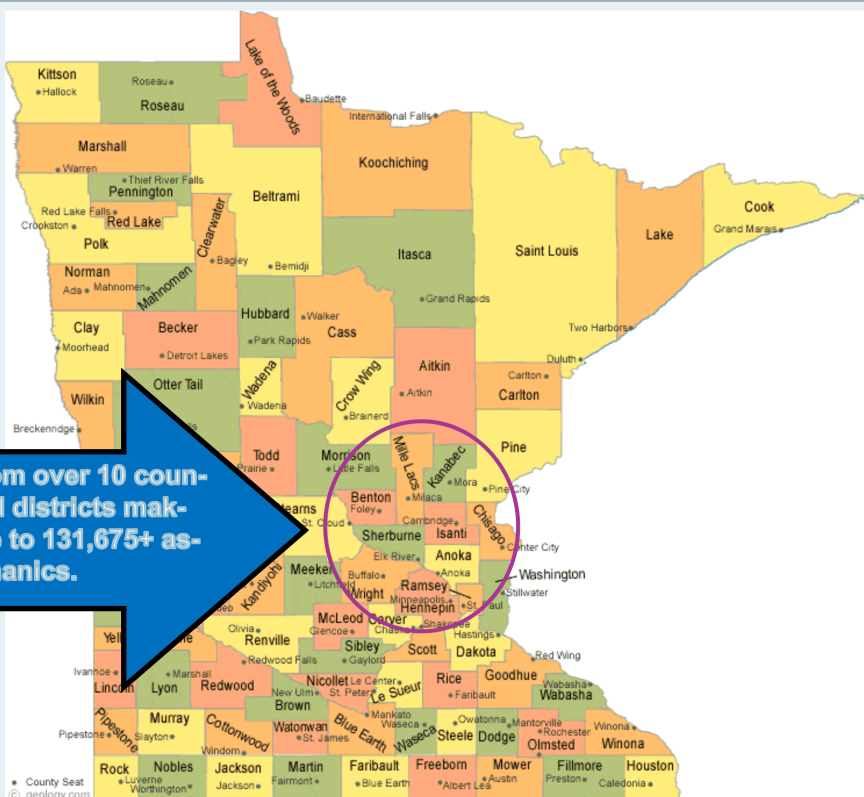 Kittson
Hallock
Roseau
Roseau
Lake of the Woods
Baudette
International Falls
Koochiching
Marshall
Warren
Thief River Falls
Pennington
Red Lake Falls
Red Lake
Crookston
Polk
Clearwater
Bagley
Beltrami
Bemidji
Itasca
Grand Rapids
Saint Louis
Lake
Cook
Grand Marais
Two Harbors
Duluth
Norman
Ada
Mahnomen
Mahnomen
Hubbard
Park Rapids
Walker
Cass
Clay
Moorhead
Becker
Detroit Lakes
Aitkin
Aitkin
Carlton
Carlton
Wilkin
Breckenridge
Otter Tail
Wadena
Wadena
Crow Wing
Brainerd
Pine
Pine City
Todd
Prairie
Morrison
Little Falls
Mille Lacs
Milaca
Kanabec
Mora
om over 10 coun-
d districts mak-
to 131,675+ as-
hanics.
Benton
Foley
earns
St. Cloud
Sherburne
Elk River
Cambridge
Isanti
Chisago
Center City
Anoka
Anoka
Meeker
Litchfield
Kandiyohi
Buffalo
Wright
Ramsey
Minneapolis
Hennepin
St. Paul
Washington
Stillwater
McLeod
Glencoe
Carver
Chaska
Shakopee
Hastings
Dakota
Scott
Renville
Olivia
Redwood Falls
Sibley
Gaylord
Yell
Ivanhoe
Lincoln
Marshall
Lyon
Redwood
Nicollet
New Ulm
St. Peter
Le Center
Le Sueur
Brown
Rice
Faribault
Goodhue
Red Wing
Wabasha
Wabasha
Pipestone
Pipestone
Murray
Slayton
Cottonwood
Windom
Watonwan
St. James
Blue Earth
Mankato
Waseca
Waseca
Owatonna
Steele
Mantorville
Dodge
Rochester
Olmsted
Winona
Winona
Rock
Luverne
Nobles
Worthington
Jackson
Jackson
Martin
Fairmont
Faribault
Blue Earth
Freeborn
Albert Lea
Mower
Austin
Fillmore
Preston
Houston
Caledonia
County Seat
© geology.com